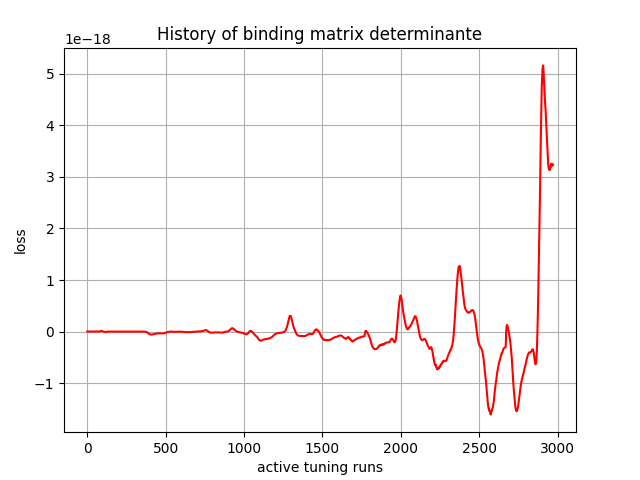 History of binding matrix determinante
1e−18
5
4
3
2
1
0
−1
loss
0 500 1000 1500 2000 2500 3000
active tuning runs